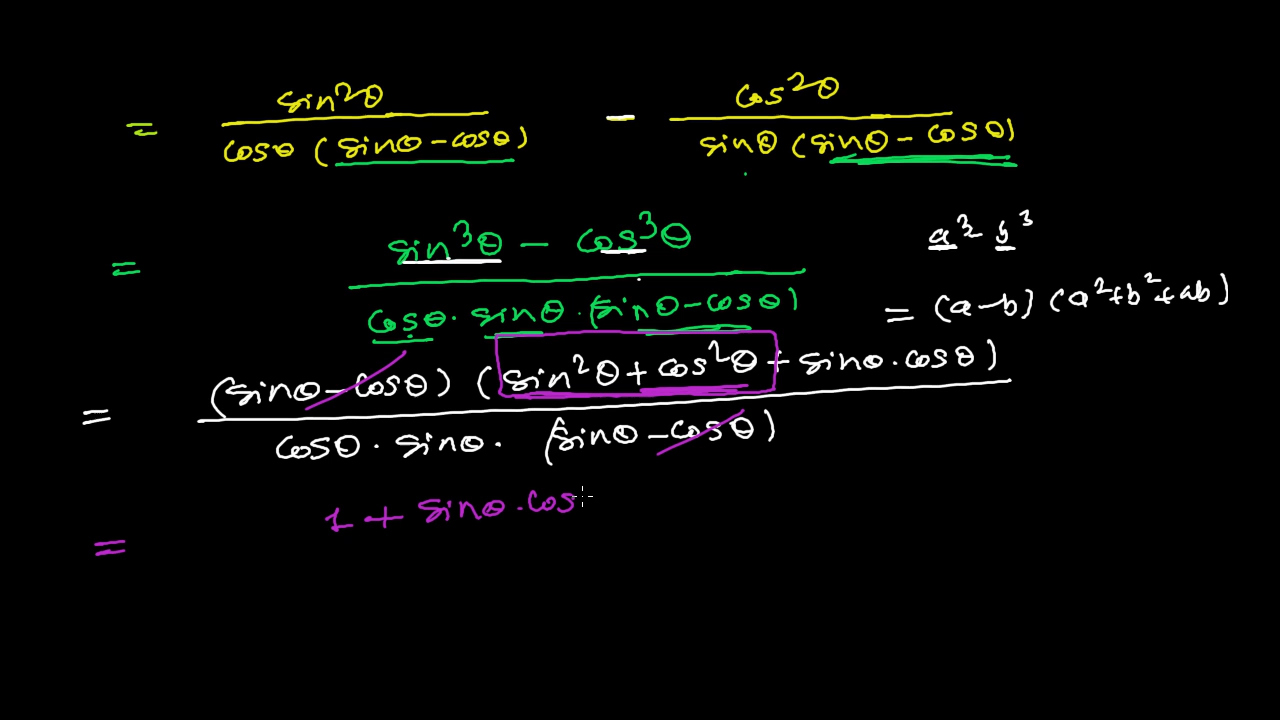 = sin²θ / cosθ (sinθ - cosθ) - cos²θ / sinθ (sinθ - cosθ)
= sin³θ - cos³θ / cosθ · sinθ · (sinθ - cosθ)
a³ - b³
= (a-b) (a²+b²+ab)
= (sinθ - cosθ) (sin²θ + cos²θ + sinθ · cosθ) / cosθ · sinθ · (sinθ - cosθ)
= 1 + sinθ · cos